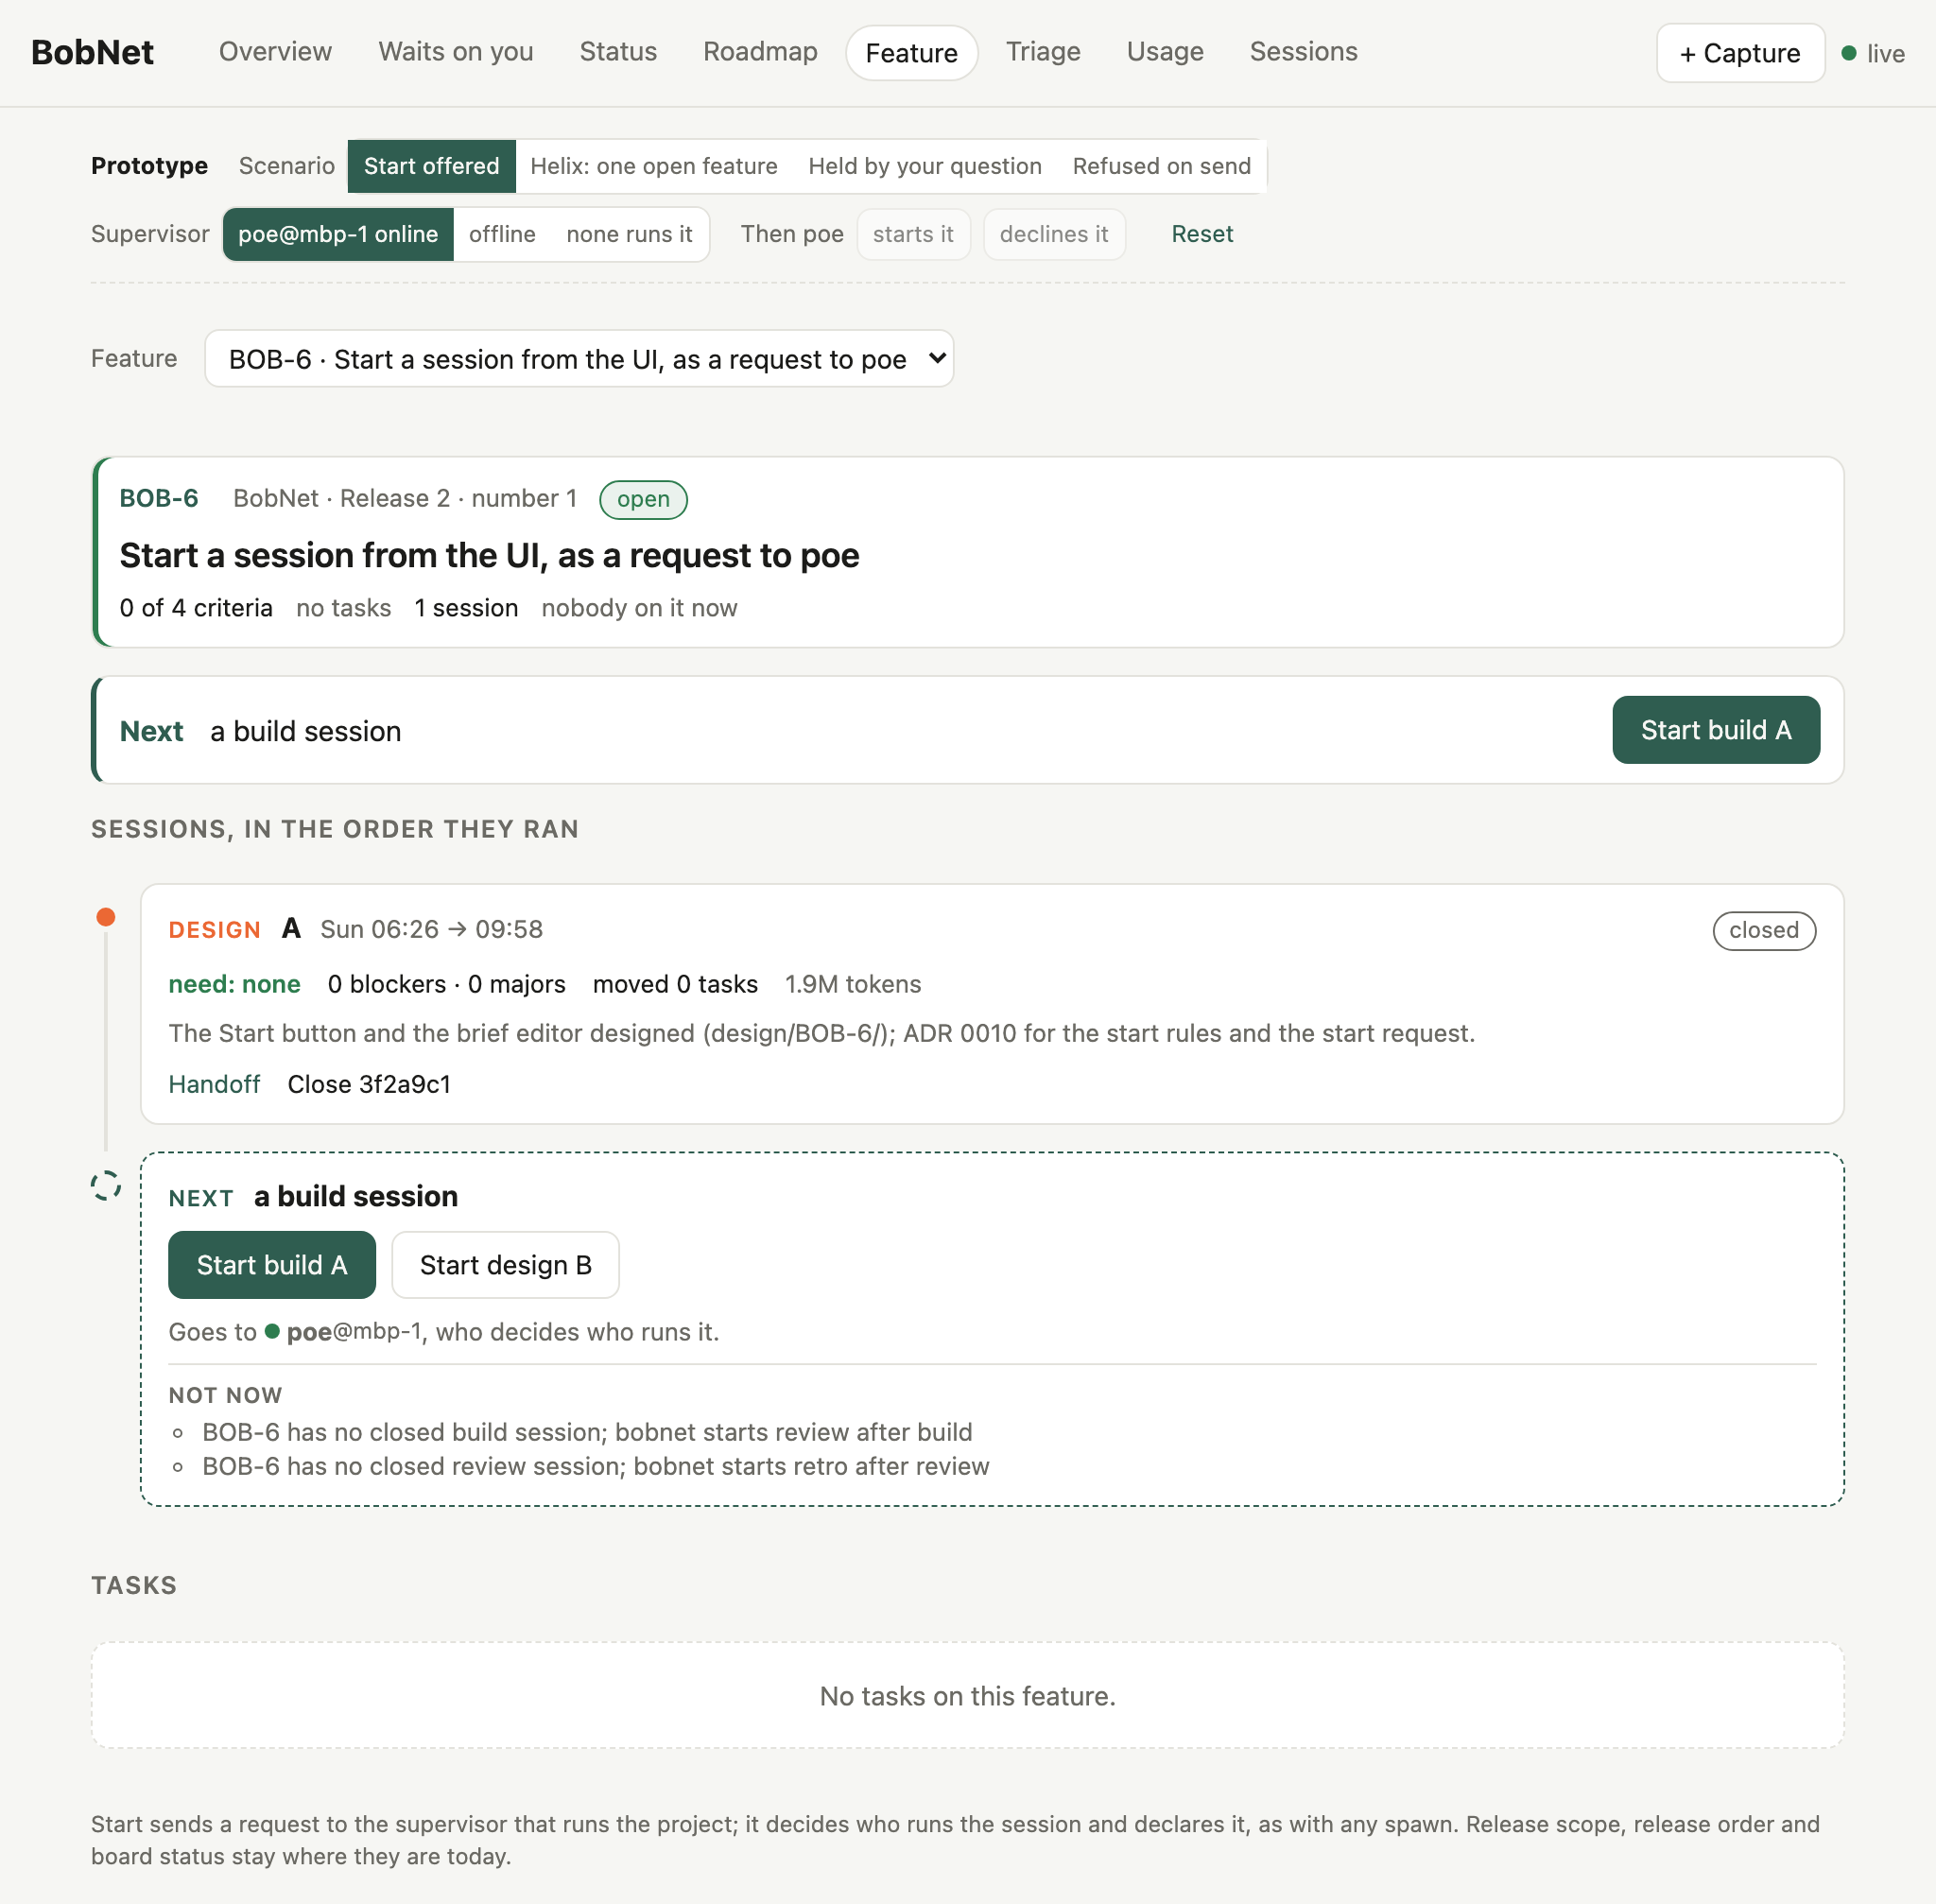 BobNet Overview Waits on you Status Roadmap Feature Triage Usage Sessions + Capture live
Prototype Scenario Start offered Helix: one open feature Held by your question Refused on send
Supervisor poe@mbp-1 online offline none runs it Then poe starts it declines it Reset
Feature BOB-6 · Start a session from the UI, as a request to poe
BOB-6 BobNet · Release 2 · number 1 open
Start a session from the UI, as a request to poe
0 of 4 criteria no tasks 1 session nobody on it now
Next a build session Start build A
SESSIONS, IN THE ORDER THEY RAN
DESIGN A Sun 06:26 → 09:58 closed
need: none 0 blockers · 0 majors moved 0 tasks 1.9M tokens
The Start button and the brief editor designed (design/BOB-6/); ADR 0010 for the start rules and the start request.
Handoff Close 3f2a9c1
NEXT a build session
Start build A Start design B
Goes to poe@mbp-1, who decides who runs it.
NOT NOW
BOB-6 has no closed build session; bobnet starts review after build
BOB-6 has no closed review session; bobnet starts retro after review
TASKS
No tasks on this feature.
Start sends a request to the supervisor that runs the project; it decides who runs the session and declares it, as with any spawn. Release scope, release order and
board status stay where they are today.